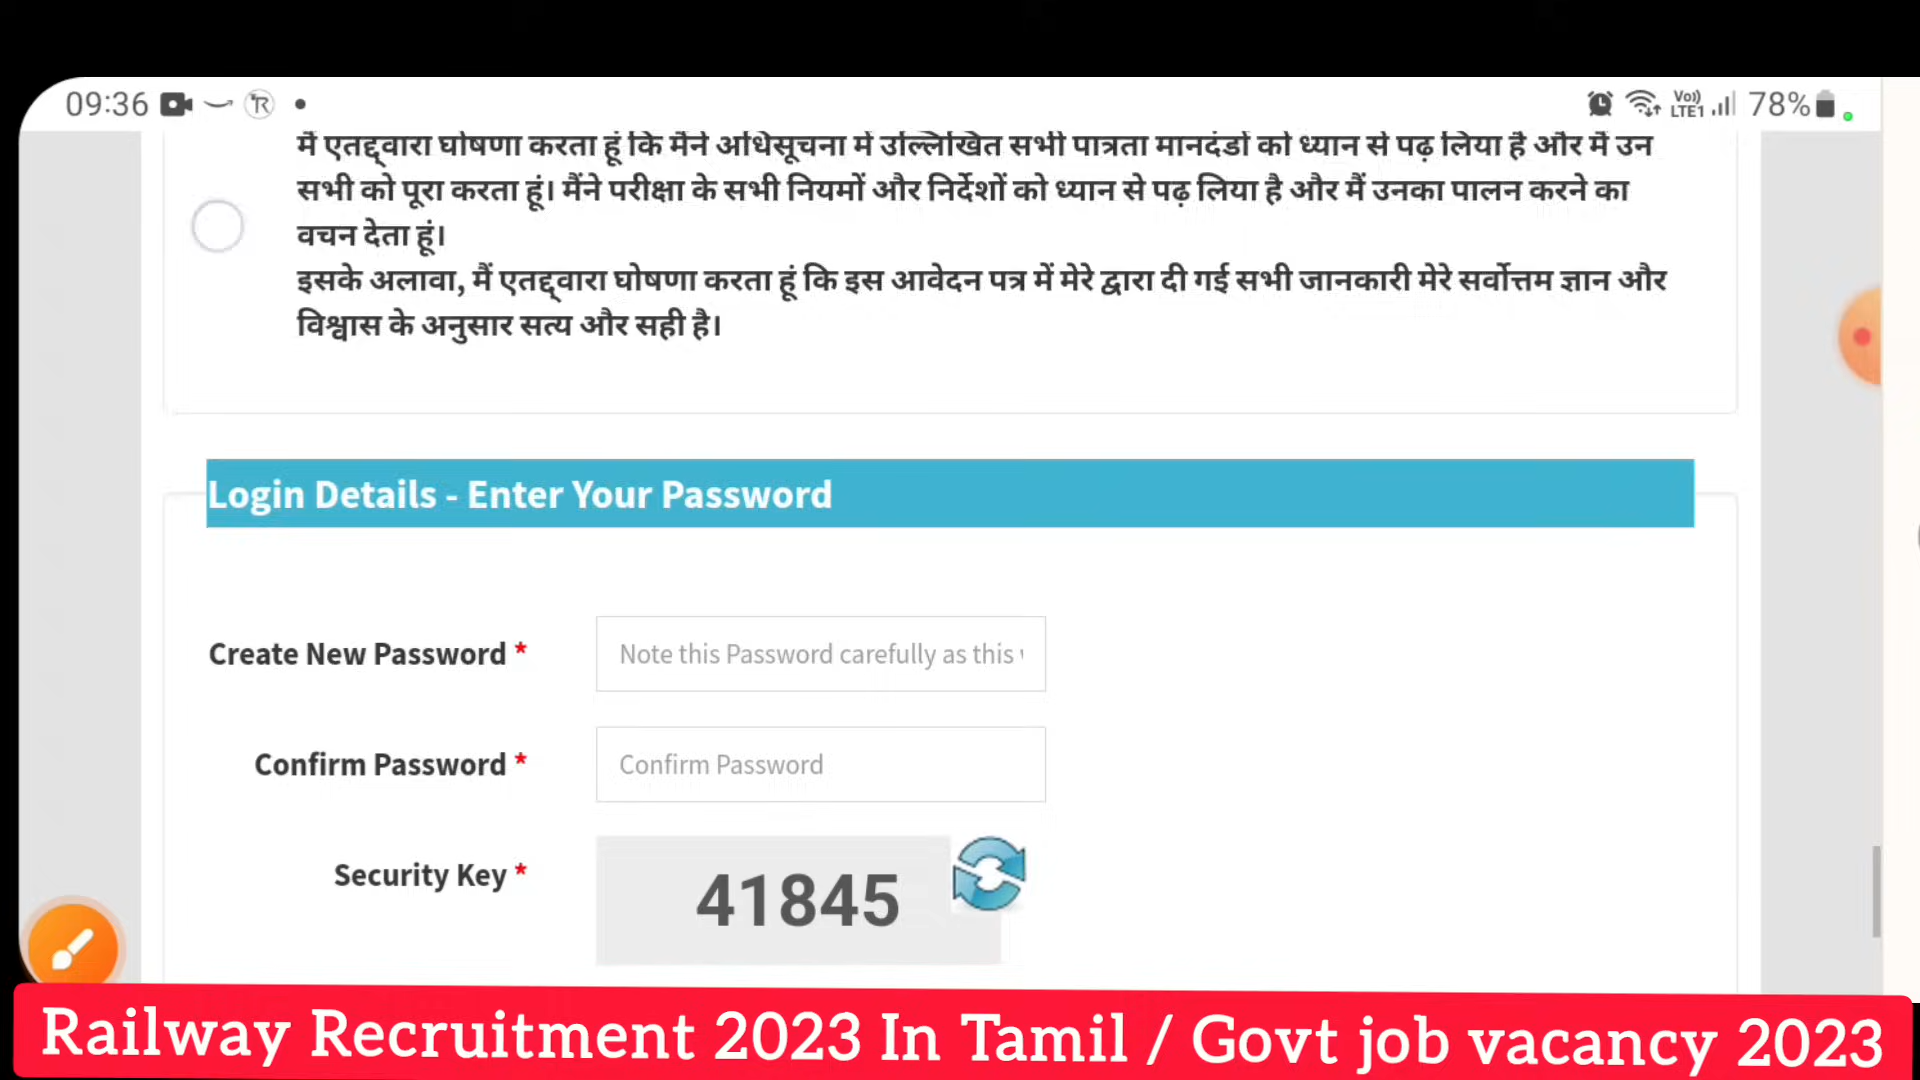 09:36
Vo))
LTE1
78%
मैं एतद्द्वारा घोषणा करता हूं कि मैंने अधिसूचना में उल्लिखित सभी पात्रता मानदंडों को ध्यान से पढ़ लिया है और मैं उन
सभी को पूरा करता हूं। मैंने परीक्षा के सभी नियमों और निर्देशों को ध्यान से पढ़ लिया है और मैं उनका पालन करने का
वचन देता हूं।
इसके अलावा, मैं एतद्द्वारा घोषणा करता हूं कि इस आवेदन पत्र में मेरे द्वारा दी गई सभी जानकारी मेरे सर्वोत्तम ज्ञान और
विश्वास के अनुसार सत्य और सही है।
Login Details - Enter Your Password
Create New Password *
Note this Password carefully as this
Confirm Password *
Confirm Password
Security Key *
41845
Railway Recruitment 2023 In Tamil / Govt job vacancy 2023